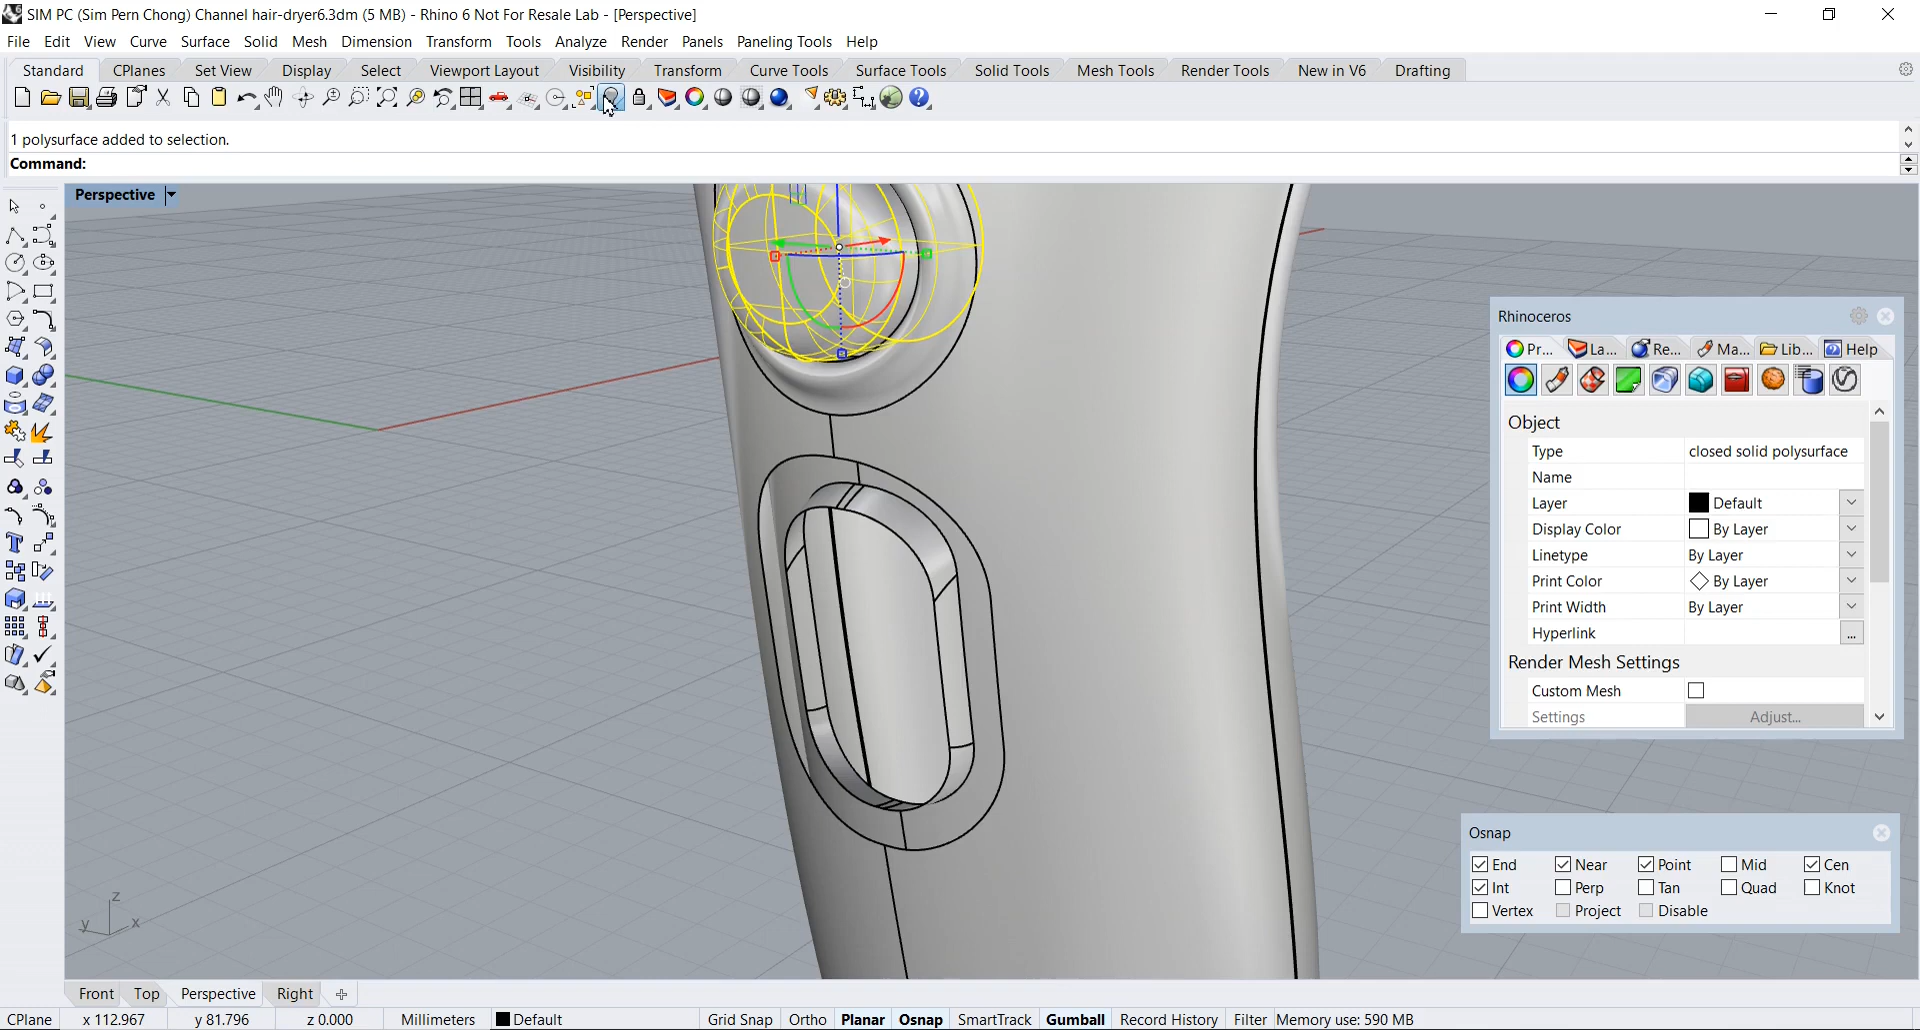 SIM PC (Sim Pern Chong) Channel hair-dryer6.3dm (5 MB) - Rhino 6 Not For Resale Lab - [Perspective]
File Edit View Curve Surface Solid Mesh Dimension Transform Tools Analyze Render Panels Paneling Tools Help
Standard CPlanes Set View Display Select Viewport Layout Visibility Transform Curve Tools Surface Tools Solid Tools Mesh Tools Render Tools New in V6 Drafting
1 polysurface added to selection.
Command:
Perspective
Rhinoceros
Pr... La... Re... Ma... Lib... Help
Object
Type closed solid polysurface
Name
Layer Default
Display Color By Layer
Linetype By Layer
Print Color By Layer
Print Width By Layer
Hyperlink ...
Render Mesh Settings
Custom Mesh
Settings Adjust...
Osnap
End Near Point Mid Cen
Int Perp Tan Quad Knot
Vertex Project Disable
z
y x
Front Top Perspective Right
CPlane x 112.967 y 81.796 z 0.000 Millimeters Default Grid Snap Ortho Planar Osnap SmartTrack Gumball Record History Filter Memory use: 590 MB